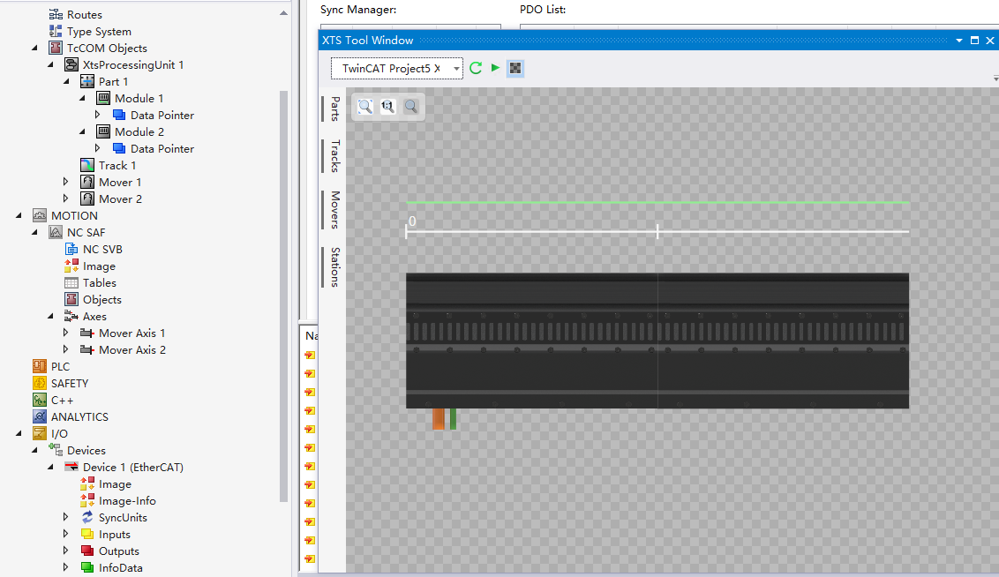 Routes
Type System
TcCOM Objects
XtsProcessingUnit 1
Part 1
Module 1
Data Pointer
Module 2
Data Pointer
Track 1
Mover 1
Mover 2
MOTION
NC SAF
NC SVB
Image
Tables
Objects
Axes
Mover Axis 1
Mover Axis 2
PLC
SAFETY
C++
ANALYTICS
I/O
Devices
Device 1 (EtherCAT)
Image
Image-Info
SyncUnits
Inputs
Outputs
InfoData
Sync Manager:
PDO List:
XTS Tool Window
TwinCAT Project5 X
1:1
Parts
Tracks
Movers
Stations
0
Na